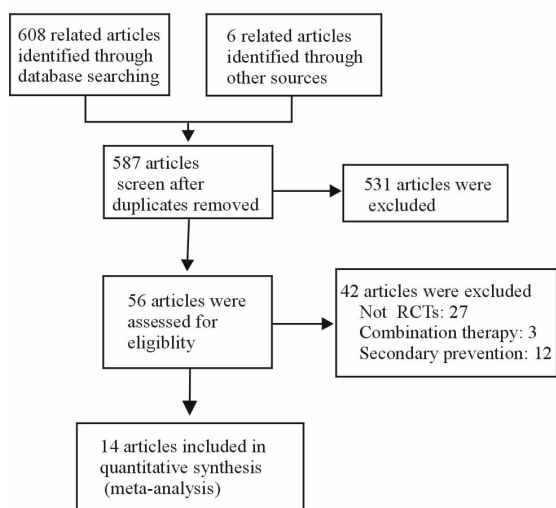 608 related articles
identified through
database searching
6 related articles
identified through
other sources
587 articles
screen after
duplicates removed
531 articles were
excluded
56 articles were
assessed for
eligiblity
42 articles were excluded
Not RCTs: 27
Combination therapy: 3
Secondary prevention: 12
14 articles included in
quantitative synthesis
(meta-analysis)